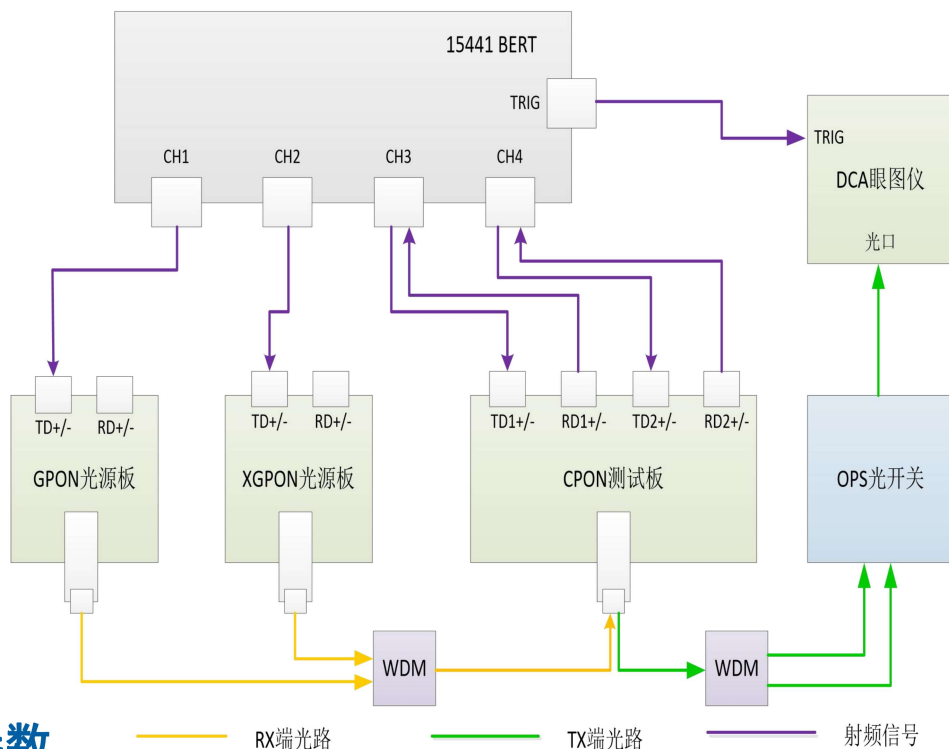 15441 BERT
TRIG
CH1
CH2
CH3
CH4
TRIG
DCA眼图仪
光口
TD+/-
RD+/-
GPON光源板
TD+/-
RD+/-
XGPON光源板
TD1+/-
RD1+/-
TD2+/-
RD2+/-
CPON测试板
OPS光开关
WDM
WDM
数
RX端光路
TX端光路
射频信号